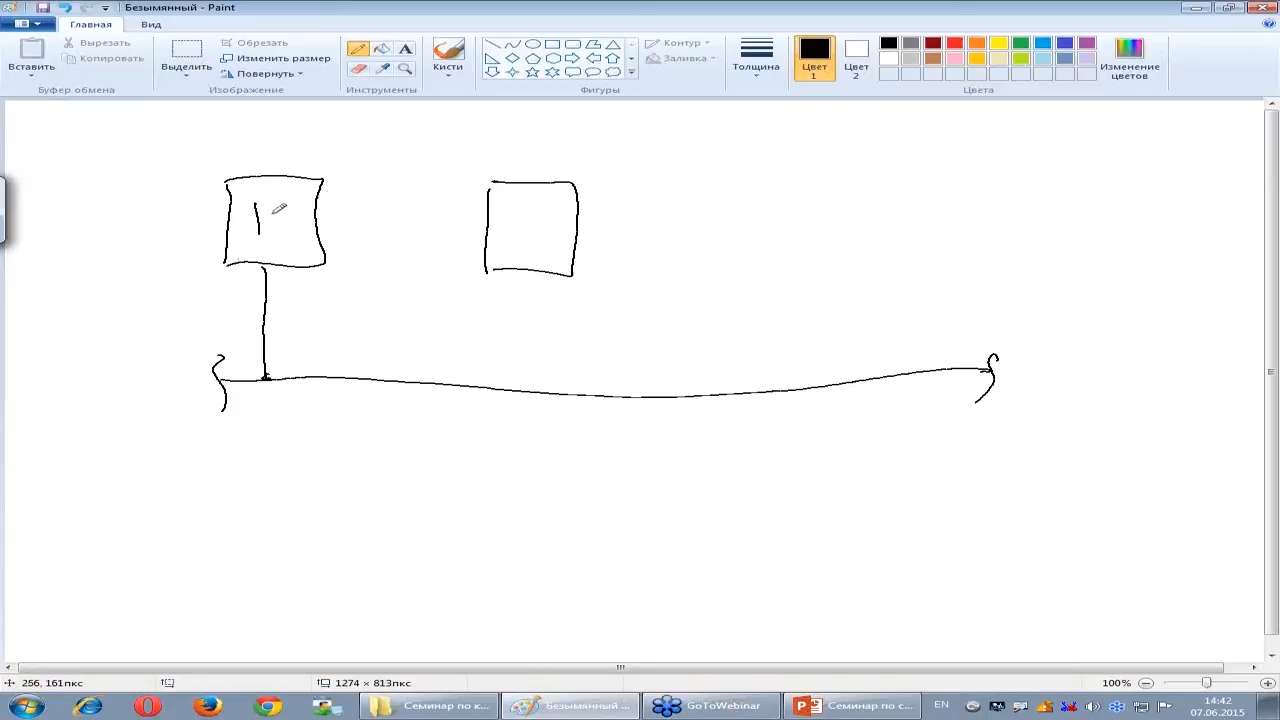 Безымянный - Paint
Главная
Вид
Вставить
Вырезать
Копировать
Буфер обмена
Выделить
Обрезать
Изменить размер
Повернуть
Изображение
A
Инструменты
Кисти
Фигуры
Контур
Заливка
Толщина
Цвет 1
Цвет 2
Изменение цветов
Цвета
256, 161пкс
1274 × 813пкс
100%
Семинар по к...
Безымянный -...
GoToWebinar
Семинар по с...
EN
14:42
07.06.2015